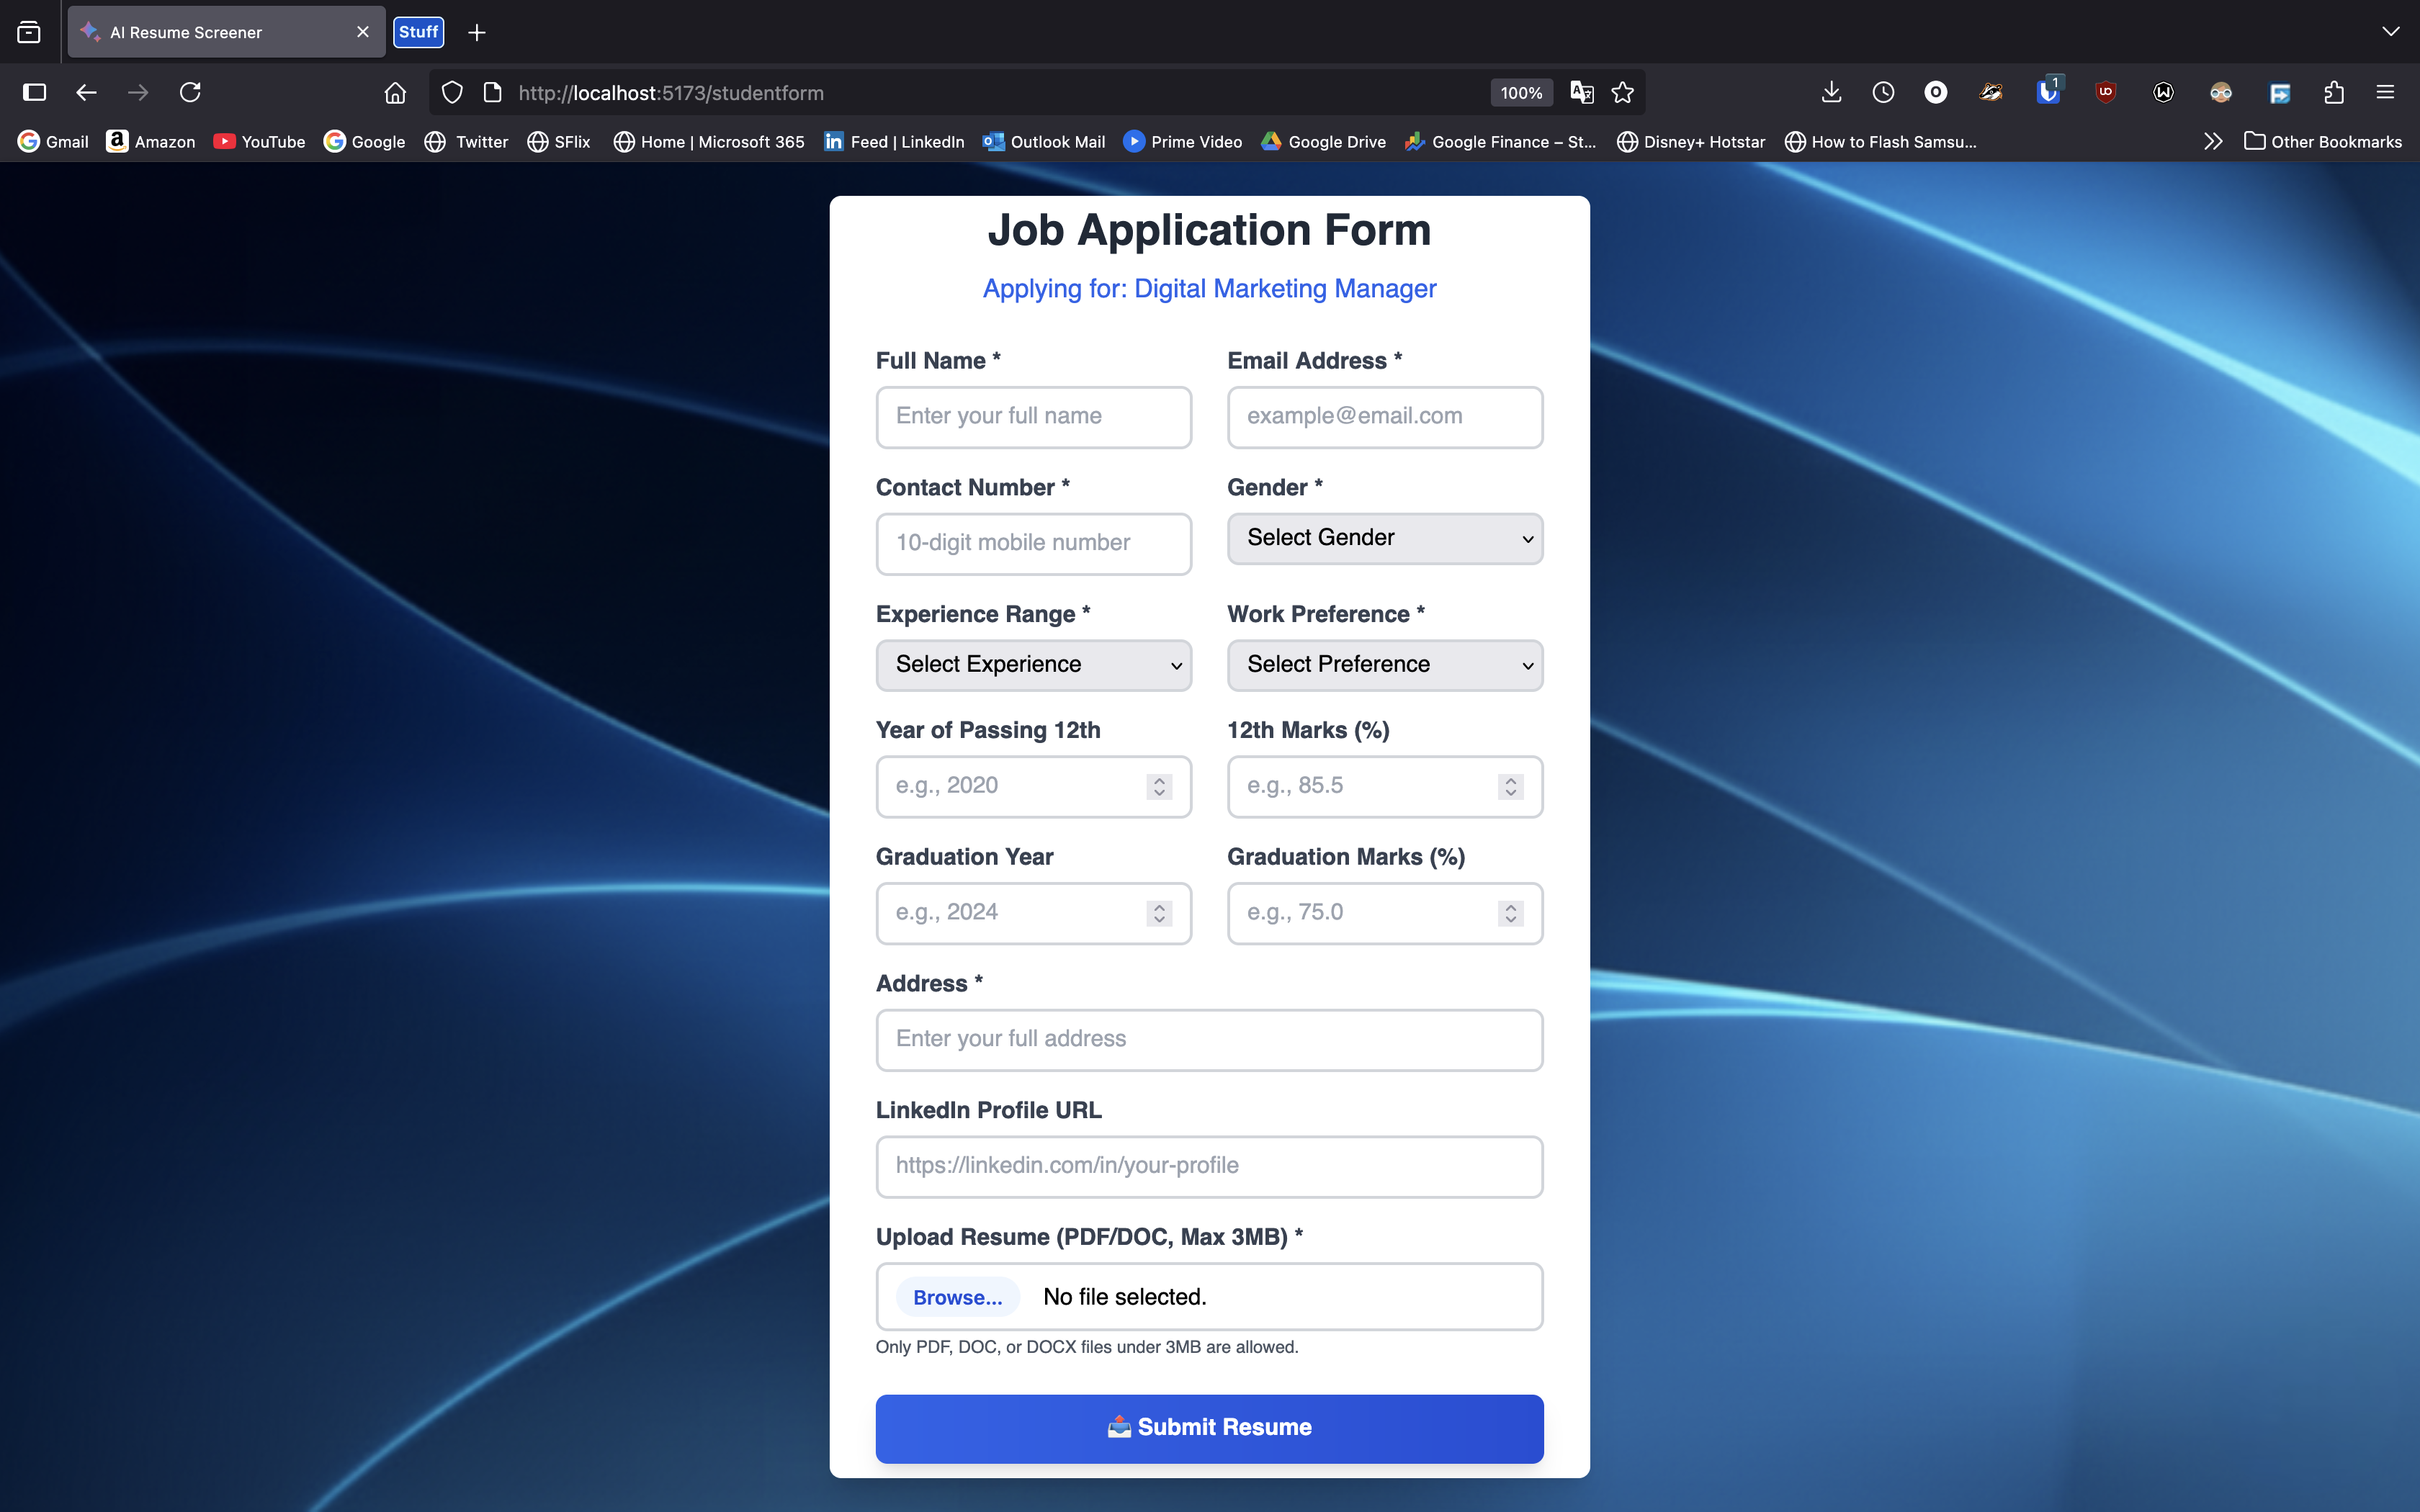 AI Resume Screener
Stuff
http://localhost:5173/studentform
100%
1
Gmail Amazon YouTube Google Twitter SFlix Home | Microsoft 365 Feed | LinkedIn Outlook Mail Prime Video Google Drive Google Finance – St... Disney+ Hotstar How to Flash Samsu... Other Bookmarks
Job Application Form
Applying for: Digital Marketing Manager
Full Name * Email Address *
Enter your full name example@email.com
Contact Number * Gender *
10-digit mobile number Select Gender
Experience Range * Work Preference *
Select Experience Select Preference
Year of Passing 12th 12th Marks (%)
e.g., 2020 e.g., 85.5
Graduation Year Graduation Marks (%)
e.g., 2024 e.g., 75.0
Address *
Enter your full address
LinkedIn Profile URL
https://linkedin.com/in/your-profile
Upload Resume (PDF/DOC, Max 3MB) *
Browse... No file selected.
Only PDF, DOC, or DOCX files under 3MB are allowed.
📤 Submit Resume